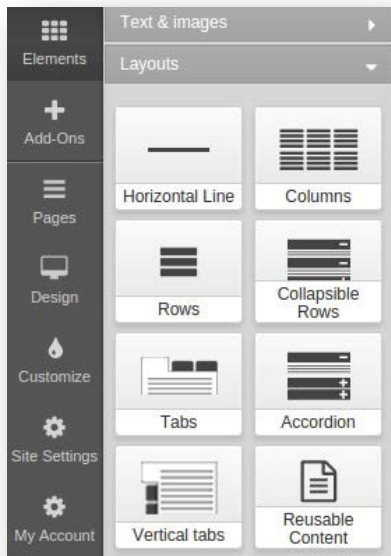 Elements
Add-Ons
Pages
Design
Customize
Site Settings
My Account
Text & images
Layouts
Horizontal Line
Columns
Rows
Collapsible
Rows
Tabs
Accordion
Vertical tabs
Reusable
Content